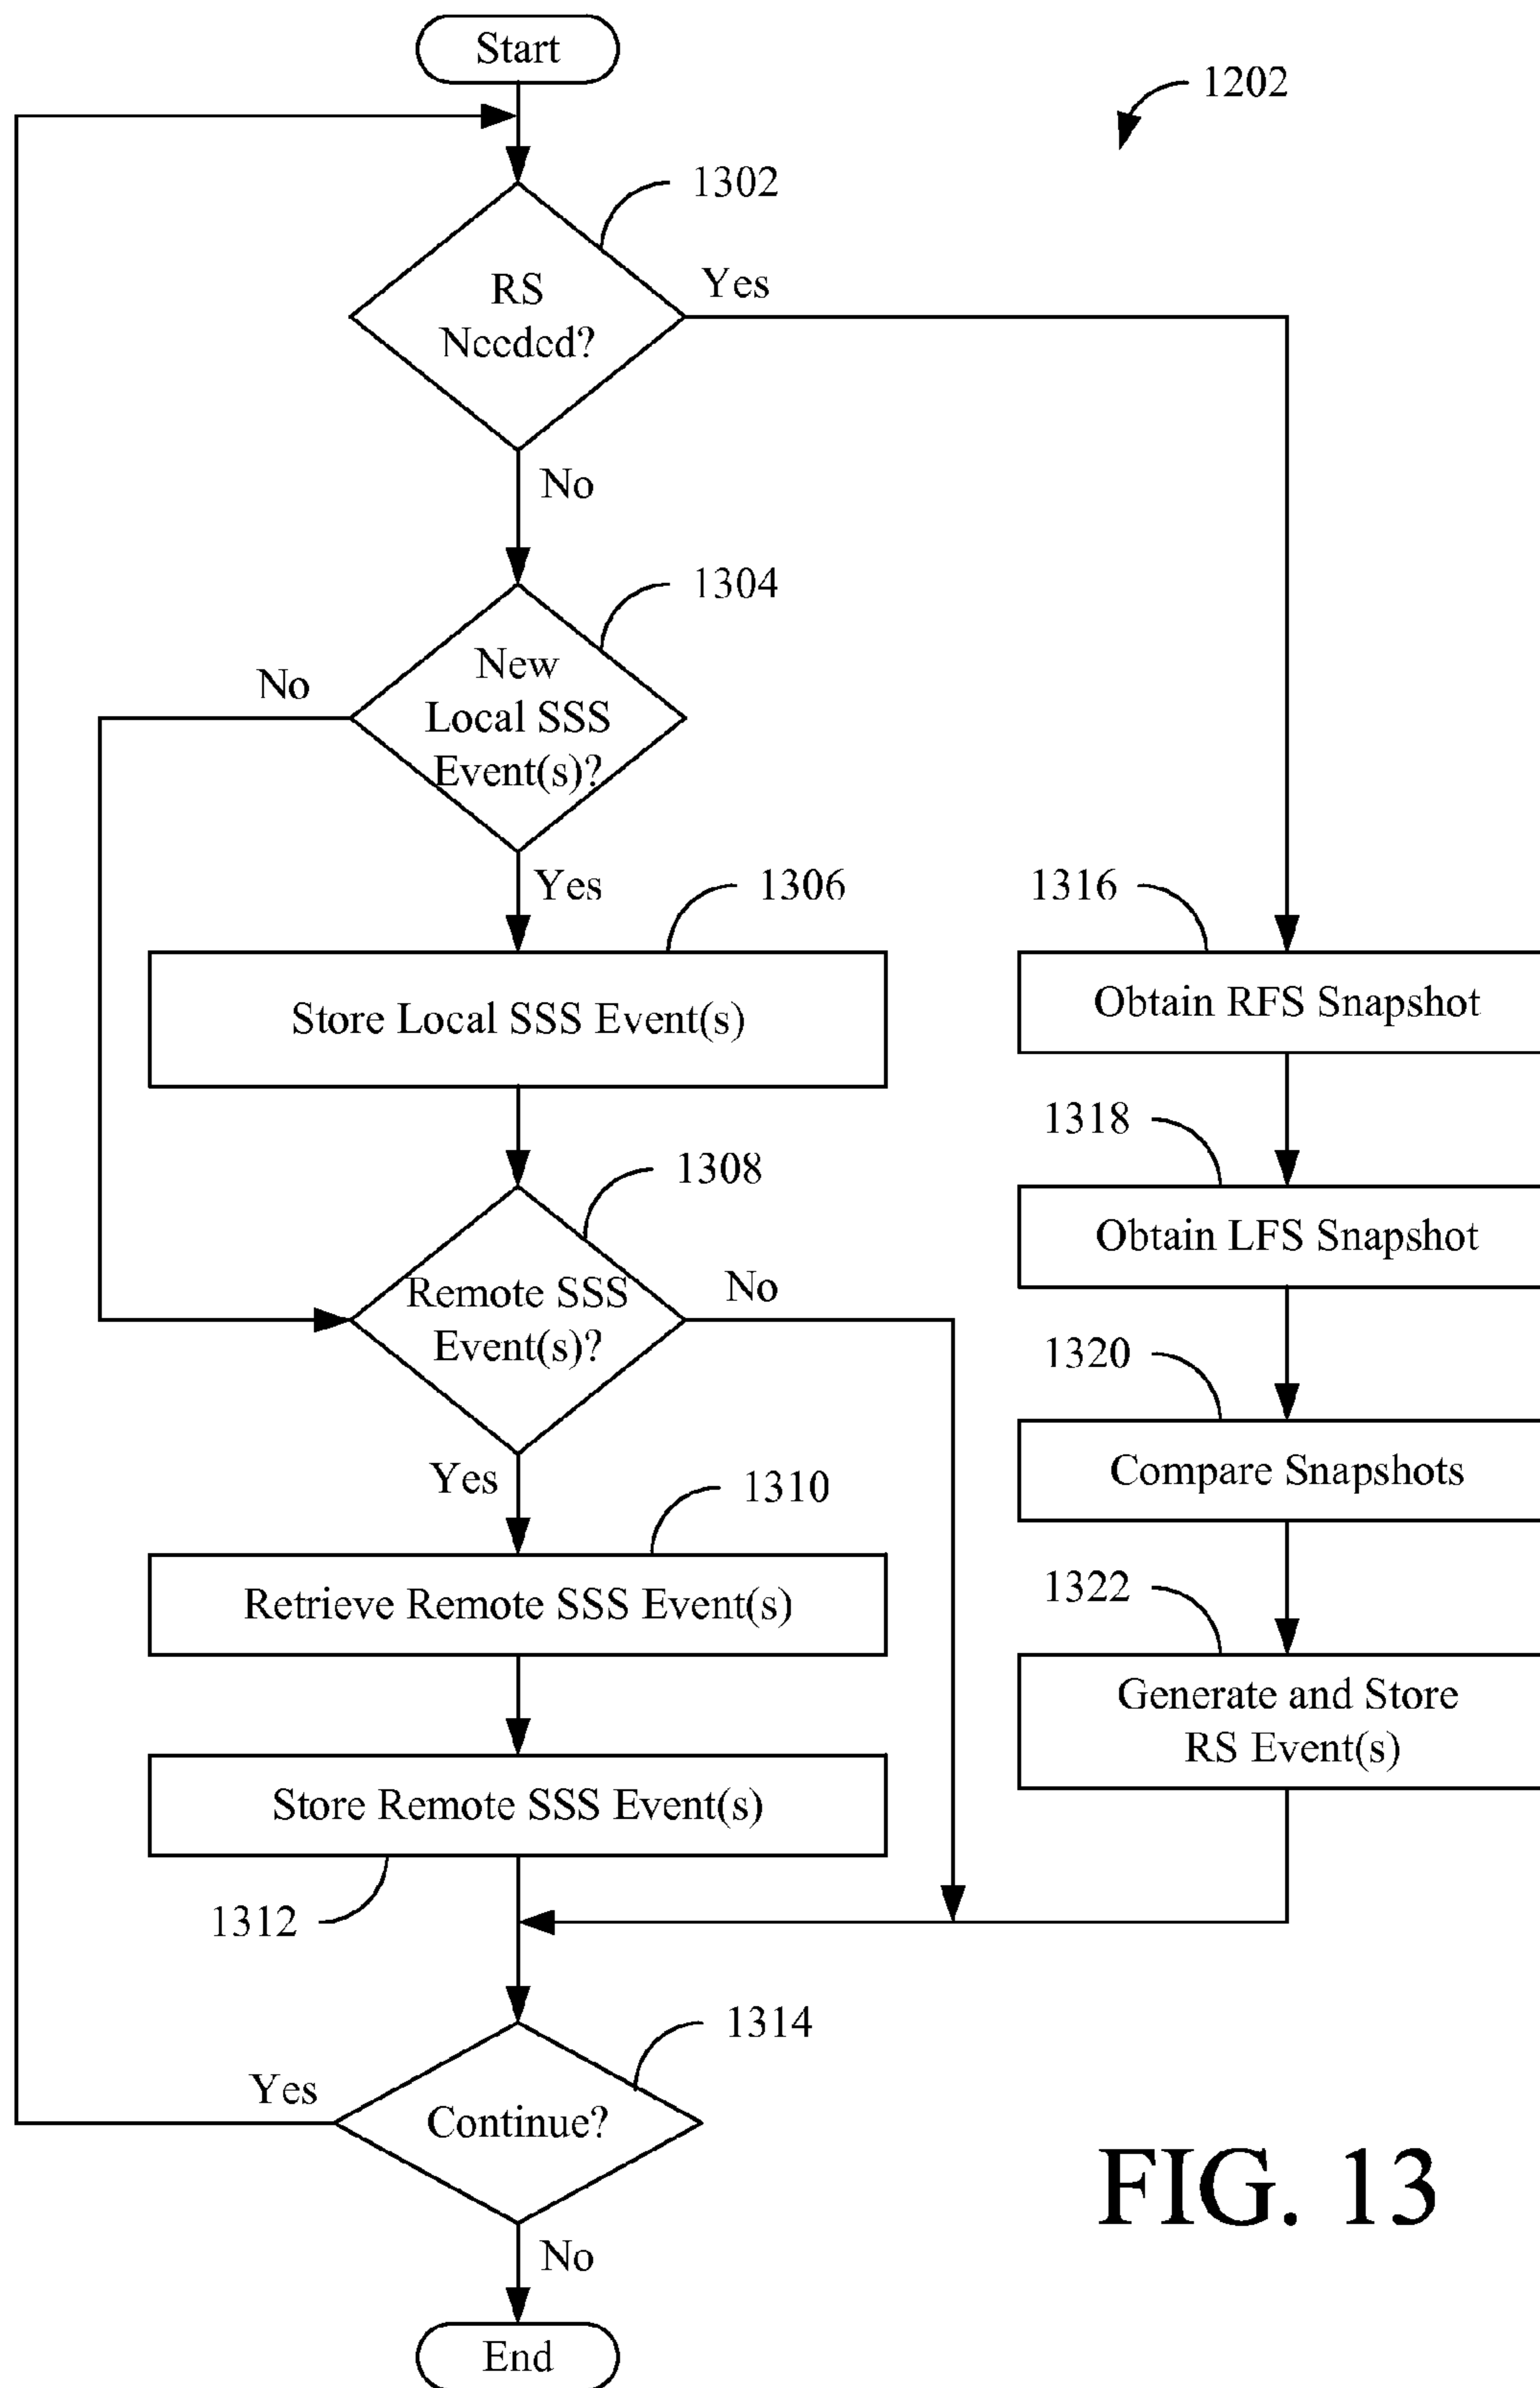 Start
1202
1302
RS
Needed?
Yes
No
1304
New
Local SSS
Event(s)?
No
Yes
1306
Store Local SSS Event(s)
1316
Obtain RFS Snapshot
1318
Obtain LFS Snapshot
1308
Remote SSS
Event(s)?
No
Yes
1320
Compare Snapshots
1310
Retrieve Remote SSS Event(s)
1322
Generate and Store
RS Event(s)
Store Remote SSS Event(s)
1312
1314
Continue?
Yes
No
End
FIG. 13